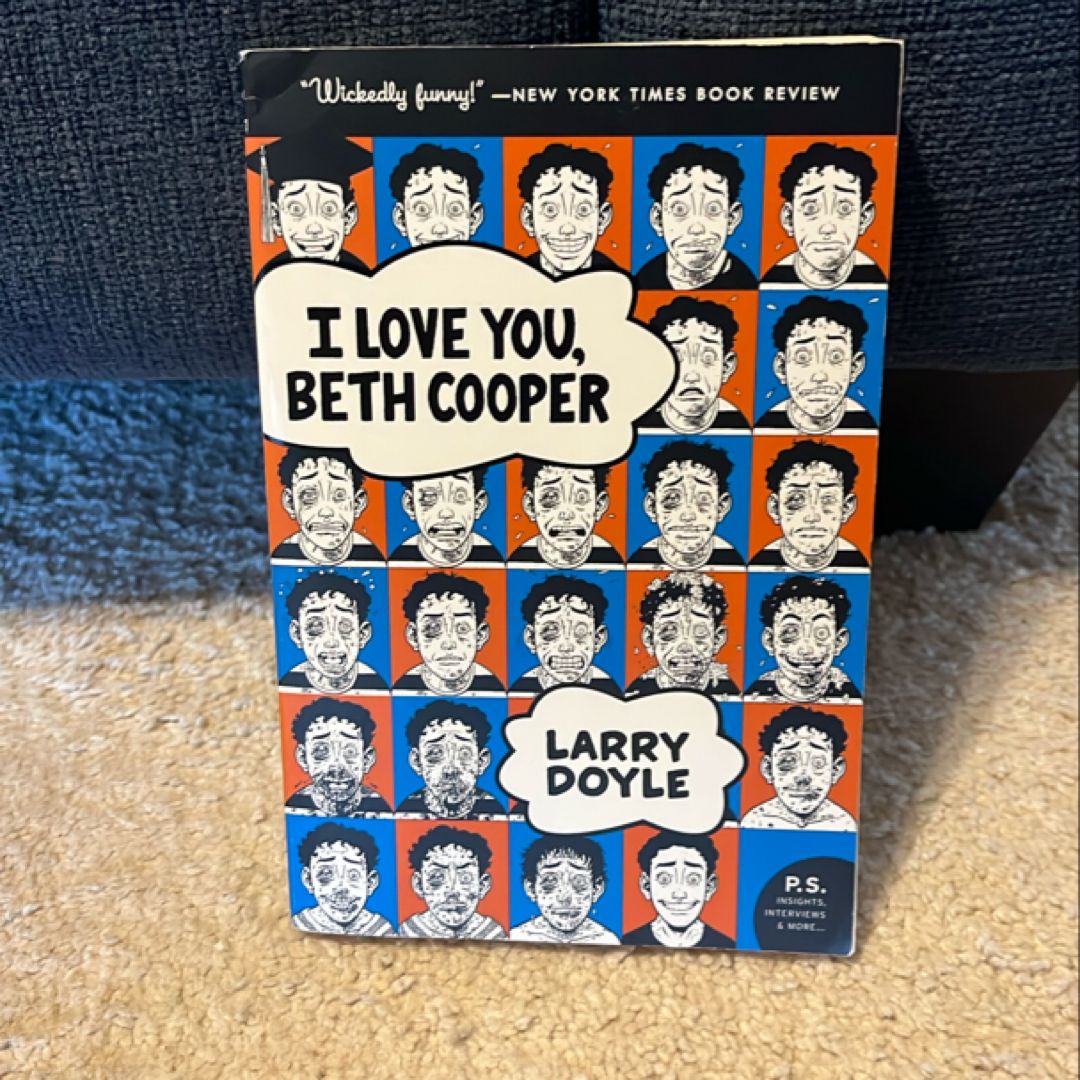 "Wickedly funny!" —NEW YORK TIMES BOOK REVIEW
I LOVE YOU,
BETH COOPER
LARRY
DOYLE
P.S.
INSIGHTS,
INTERVIEWS
& MORE...